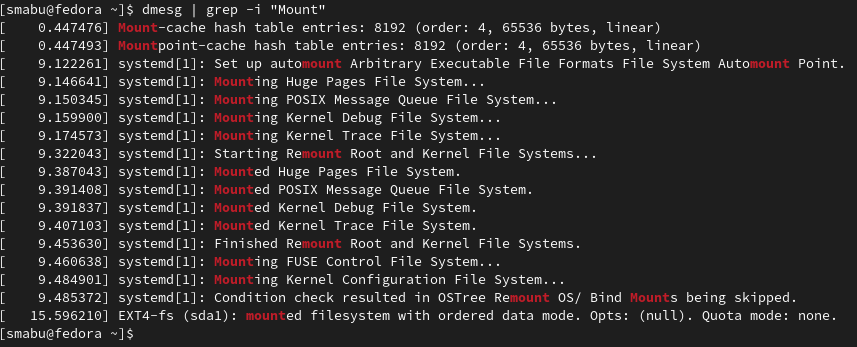 [smabu@fedora ~]$ dmesg | grep -i "Mount"
[    0.447476] Mount-cache hash table entries: 8192 (order: 4, 65536 bytes, linear)
[    0.447493] Mountpoint-cache hash table entries: 8192 (order: 4, 65536 bytes, linear)
[    9.122261] systemd[1]: Set up automount Arbitrary Executable File Formats File System Automount Point.
[    9.146641] systemd[1]: Mounting Huge Pages File System...
[    9.150345] systemd[1]: Mounting POSIX Message Queue File System...
[    9.159900] systemd[1]: Mounting Kernel Debug File System...
[    9.174573] systemd[1]: Mounting Kernel Trace File System...
[    9.322043] systemd[1]: Starting Remount Root and Kernel File Systems...
[    9.387043] systemd[1]: Mounted Huge Pages File System.
[    9.391408] systemd[1]: Mounted POSIX Message Queue File System.
[    9.391837] systemd[1]: Mounted Kernel Debug File System.
[    9.407103] systemd[1]: Mounted Kernel Trace File System.
[    9.453630] systemd[1]: Finished Remount Root and Kernel File Systems.
[    9.460638] systemd[1]: Mounting FUSE Control File System...
[    9.484901] systemd[1]: Mounting Kernel Configuration File System...
[    9.485372] systemd[1]: Condition check resulted in OSTree Remount OS/ Bind Mounts being skipped.
[   15.596210] EXT4-fs (sda1): mounted filesystem with ordered data mode. Opts: (null). Quota mode: none.
[smabu@fedora ~]$